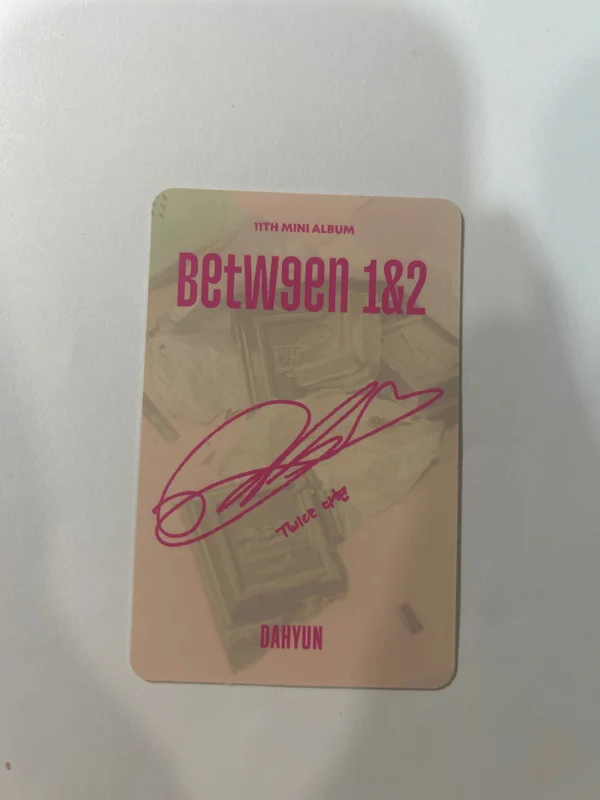 11TH MINI ALBUM
BetW9en 1&2
Twice 다현
DAHYUN